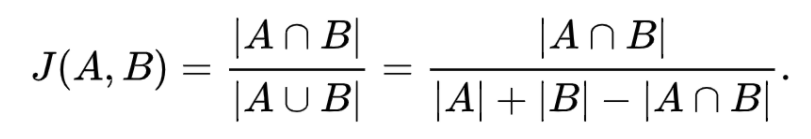 J(A, B) = |A ∩ B| / |A ∪ B| = |A ∩ B| / (|A| + |B| − |A ∩ B|).